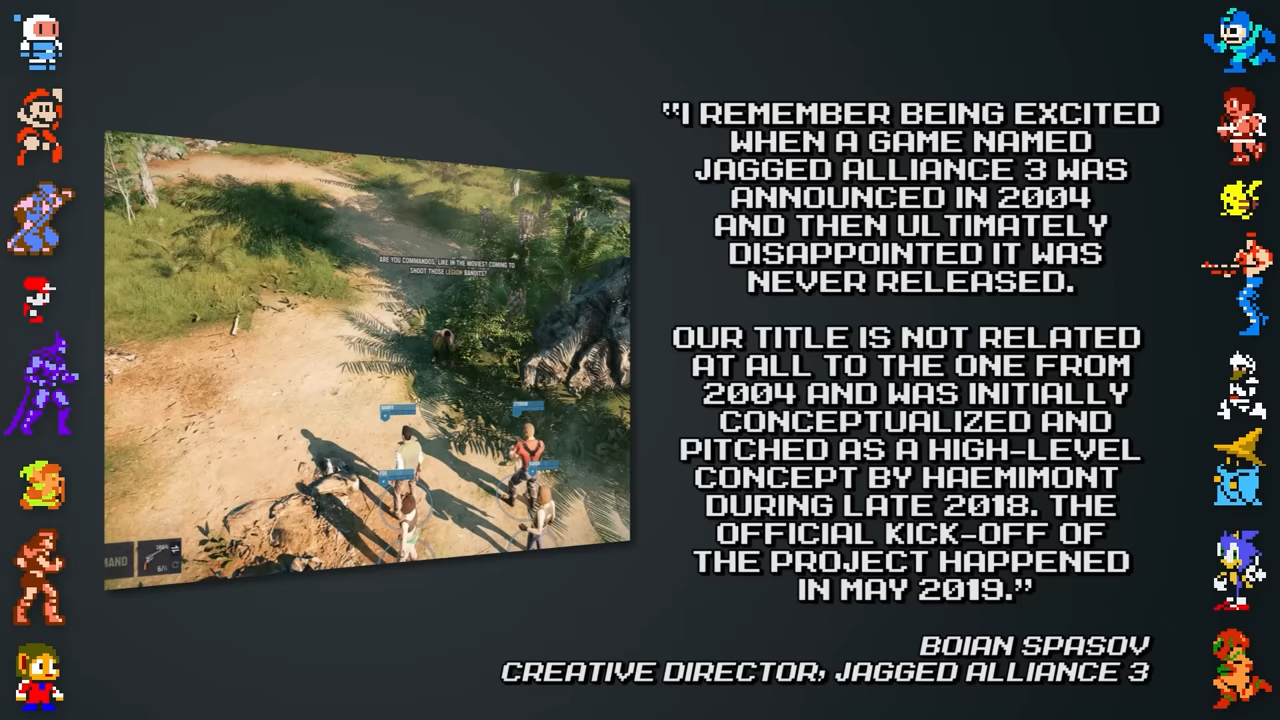 "I REMEMBER BEING EXCITED
WHEN A GAME NAMED
JAGGED ALLIANCE 3 WAS
ANNOUNCED IN 2004
AND THEN ULTIMATELY
DISAPPOINTED IT WAS
NEVER RELEASED.
OUR TITLE IS NOT RELATED
AT ALL TO THE ONE FROM
2004 AND WAS INITIALLY
CONCEPTUALIZED AND
PITCHED AS A HIGH-LEVEL
CONCEPT BY HAEMIMONT
DURING LATE 2018. THE
OFFICIAL KICK-OFF OF
THE PROJECT HAPPENED
IN MAY 2019."
BOIAN SPASOV
CREATIVE DIRECTOR, JAGGED ALLIANCE 3
ARE YOU COMMANDOS, LIKE IN THE MOVIES? COMING TO
SHOOT THOSE LEGION BANDITS?
MAND
6/6